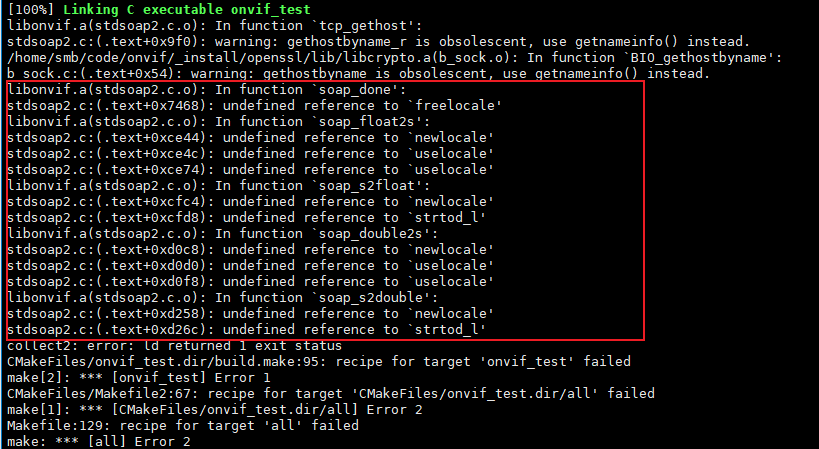 [100%] Linking C executable onvif_test
libonvif.a(stdsoap2.c.o): In function `tcp_gethost':
stdsoap2.c:(.text+0x9f0): warning: gethostbyname_r is obsolescent, use getnameinfo() instead.
/home/smb/code/onvif/_install/openssl/lib/libcrypto.a(b_sock.o): In function `BIO_gethostbyname':
b_sock.c:(.text+0x54): warning: gethostbyname is obsolescent, use getnameinfo() instead.
libonvif.a(stdsoap2.c.o): In function `soap_done':
stdsoap2.c:(.text+0x7468): undefined reference to `freelocale'
libonvif.a(stdsoap2.c.o): In function `soap_float2s':
stdsoap2.c:(.text+0xce44): undefined reference to `newlocale'
stdsoap2.c:(.text+0xce4c): undefined reference to `uselocale'
stdsoap2.c:(.text+0xce74): undefined reference to `uselocale'
libonvif.a(stdsoap2.c.o): In function `soap_s2float':
stdsoap2.c:(.text+0xcfc4): undefined reference to `newlocale'
stdsoap2.c:(.text+0xcfd8): undefined reference to `strtod_l'
libonvif.a(stdsoap2.c.o): In function `soap_double2s':
stdsoap2.c:(.text+0xd0c8): undefined reference to `newlocale'
stdsoap2.c:(.text+0xd0d0): undefined reference to `uselocale'
stdsoap2.c:(.text+0xd0f8): undefined reference to `uselocale'
libonvif.a(stdsoap2.c.o): In function `soap_s2double':
stdsoap2.c:(.text+0xd258): undefined reference to `newlocale'
stdsoap2.c:(.text+0xd26c): undefined reference to `strtod_l'
collect2: error: ld returned 1 exit status
CMakeFiles/onvif_test.dir/build.make:95: recipe for target 'onvif_test' failed
make[2]: *** [onvif_test] Error 1
CMakeFiles/Makefile2:67: recipe for target 'CMakeFiles/onvif_test.dir/all' failed
make[1]: *** [CMakeFiles/onvif_test.dir/all] Error 2
Makefile:129: recipe for target 'all' failed
make: *** [all] Error 2